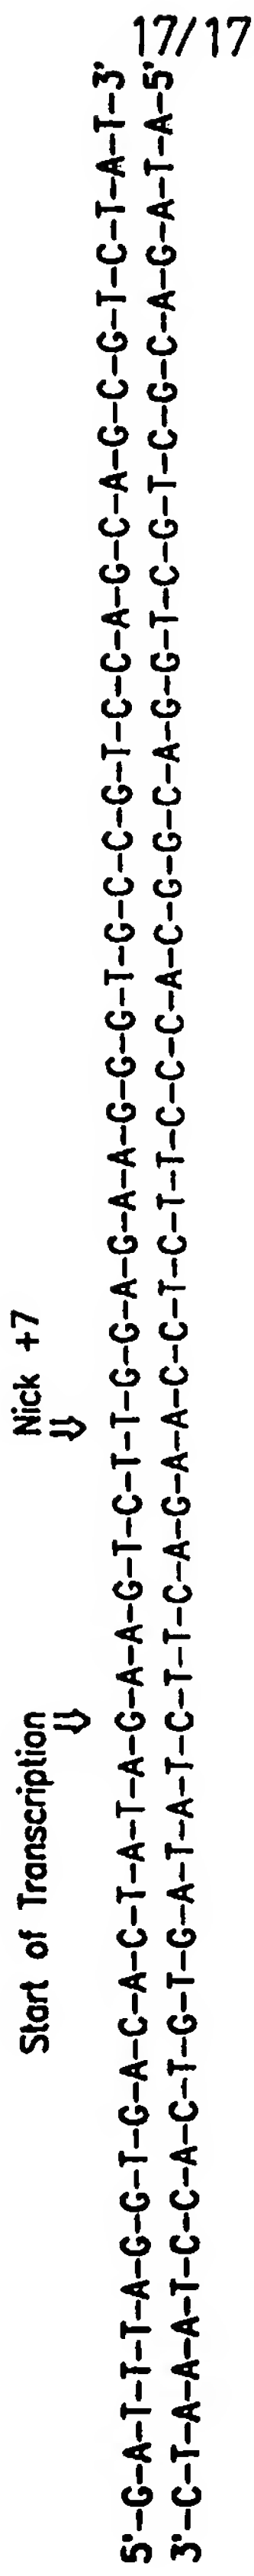 17/17
Start of Transcription
⇓
Nick +7
⇓
5'-G-A-T-T-T-A-G-G-T-G-A-C-A-C-T-A-T-A-G-A-A-G-T-C-T-T-G-G-A-G-A-A-G-G-G-T-G-C-C-G-T-C-C-A-G-C-A-G-C-G-T-C-T-A-T-3'
3'-C-T-A-A-A-T-C-C-A-C-T-G-T-G-A-T-A-T-C-T-T-C-A-G-A-A-C-C-T-C-T-T-C-C-C-A-C-G-G-C-A-G-G-T-C-G-T-C-G-C-A-G-A-T-A-5'